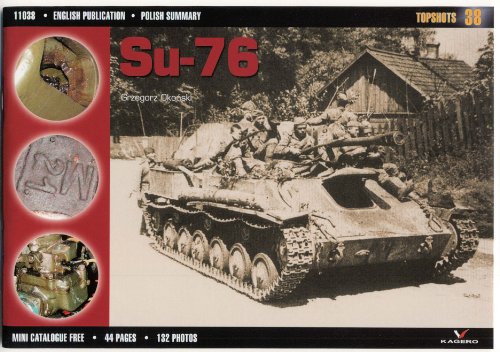 11038 • ENGLISH PUBLICATION • POLISH SUMMARY
TOPSHOTS 38
Su-76
Grzegorz Okoński
MINI CATALOGUE FREE • 44 PAGES • 132 PHOTOS
KAGERO